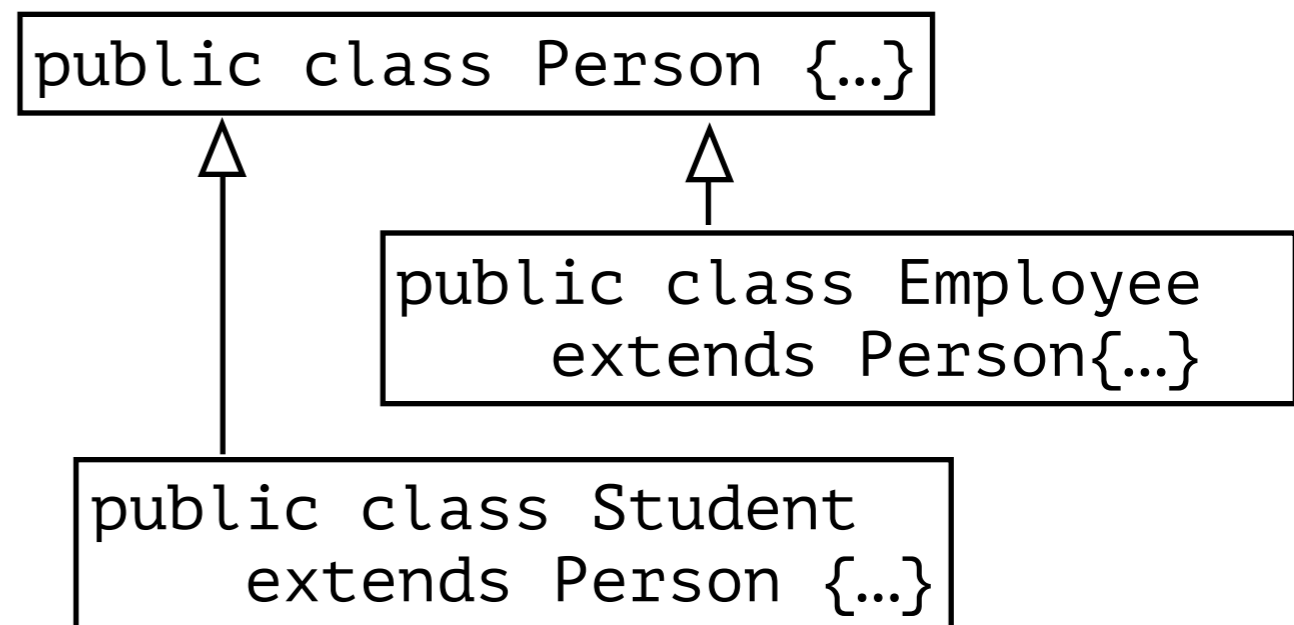 public class Person {…}
public class Employee
extends Person{…}
public class Student
extends Person {…}